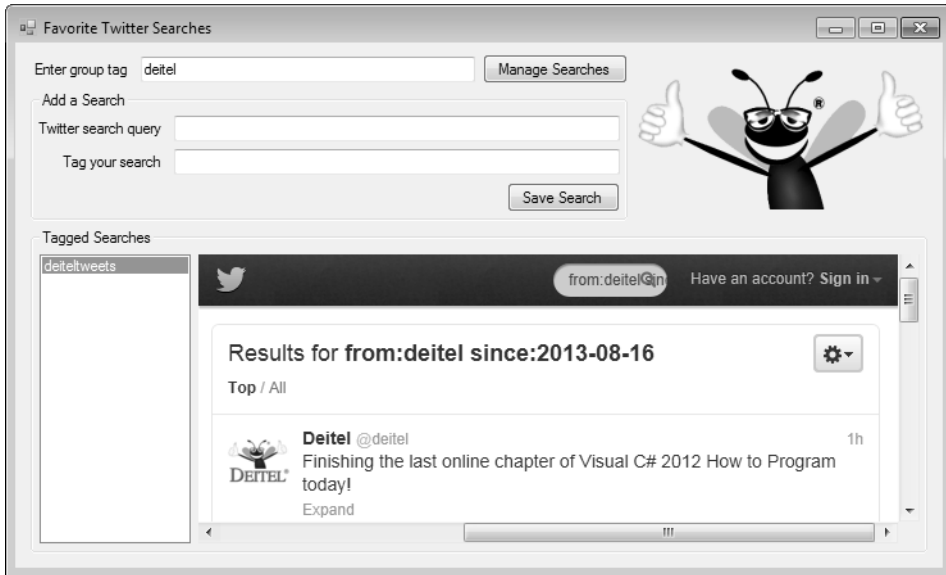 Favorite Twitter Searches
Enter group tag deitel Manage Searches
Add a Search
Twitter search query
Tag your search
Save Search
®
Tagged Searches
deiteltweets
from:deitel Have an account? Sign in
Results for from:deitel since:2013-08-16
Top / All
Deitel @deitel 1h
Finishing the last online chapter of Visual C# 2012 How to Program
today!
Expand
DEITEL®